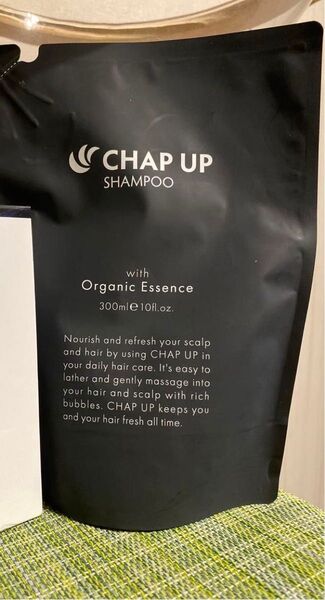 CHAP UP
SHAMPOO
with
Organic Essence
300ml℮10fl.oz.
Nourish and refresh your scalp
and hair by using CHAP UP in
your daily hair care. It's easy to
lather and gently massage into
your hair and scalp with rich
bubbles. CHAP UP keeps you
and your hair fresh all time.